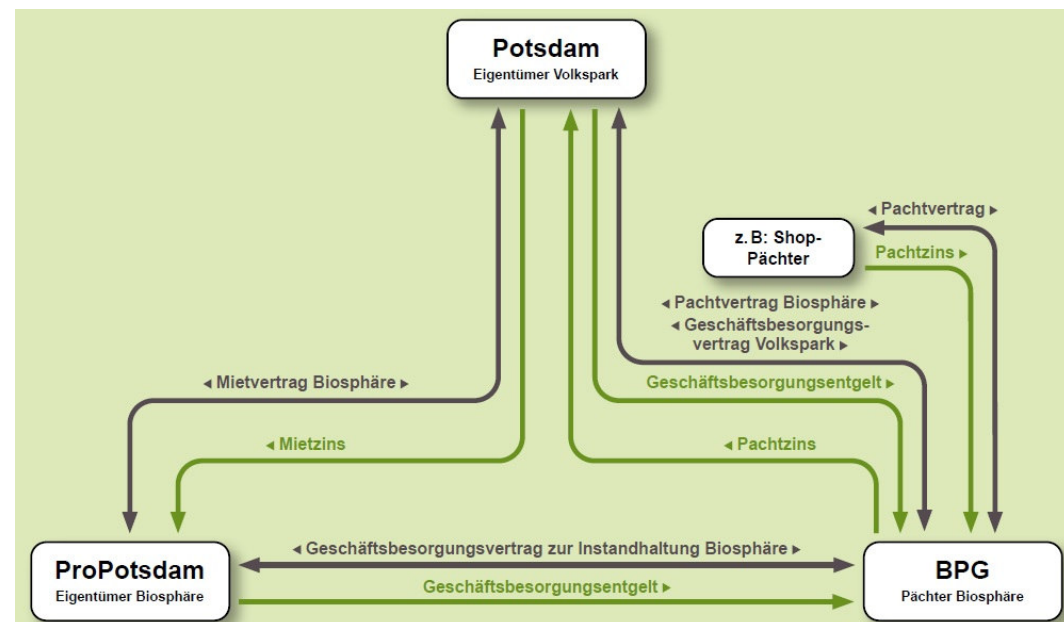 Potsdam
Eigentümer Volkspark
◄ Pachtvertrag ►
z. B: Shop-
Pächter
Pachtzins ►
◄ Pachtvertrag Biosphäre ►
◄ Geschäftsbesorgungs-
vertrag Volkspark ►
◄ Mietvertrag Biosphäre ►
Geschäftsbesorgungsentgelt ►
◄ Mietzins
◄ Pachtzins
◄ Geschäftsbesorgungsvertrag zur Instandhaltung Biosphäre ►
ProPotsdam
Eigentümer Biosphäre
Geschäftsbesorgungsentgelt ►
BPG
Pächter Biosphäre